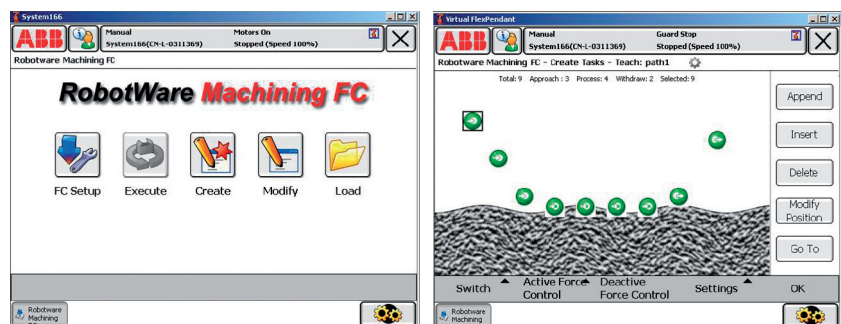 System166
ABB
Manual
System166(CN-L-0311369)
Motors On
Stopped (Speed 100%)
Robotware Machining FC
RobotWare Machining FC
FC Setup
Execute
Create
Modify
Load
Robotware
Machining
Virtual FlexPendant
ABB
Manual
System166(CN-L-0311369)
Guard Stop
Stopped (Speed 100%)
Robotware Machining FC - Create Tasks - Teach: path1
Total: 9 Approach : 3 Process: 4 Withdraw: 2 Selected: 9
Append
Insert
Delete
Modify
Position
Go To
Switch
Active Force
Control
Deactive
Force Control
Settings
OK
Robotware
Machining